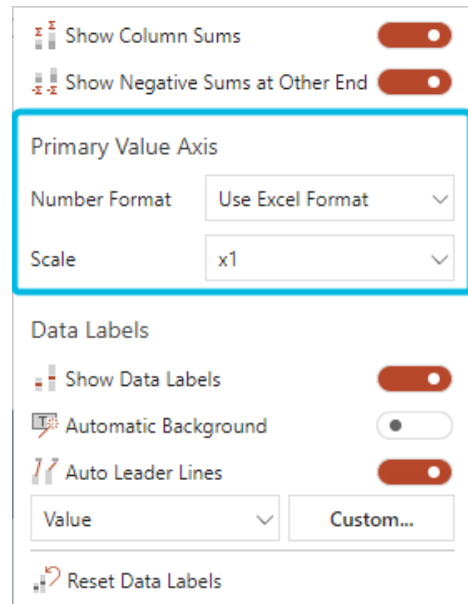 Show Column Sums
Show Negative Sums at Other End
Primary Value Axis
Number Format Use Excel Format
Scale x1
Data Labels
Show Data Labels
Automatic Background
Auto Leader Lines
Value Custom...
Reset Data Labels